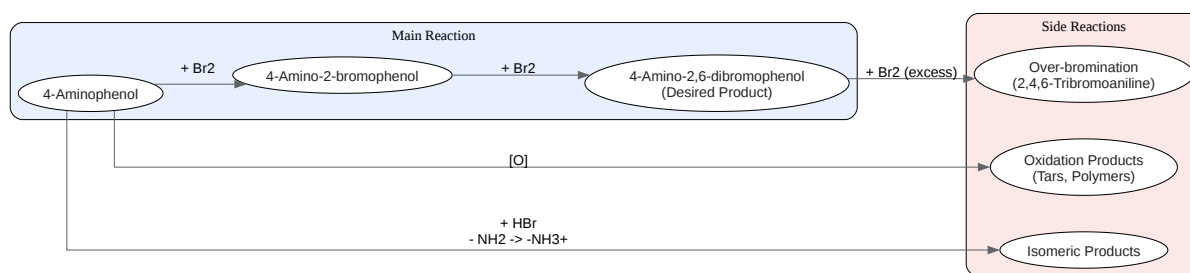 Main Reaction
4-Aminophenol
+ Br2
4-Amino-2-bromophenol
+ Br2
4-Amino-2,6-dibromophenol
(Desired Product)
+ Br2 (excess)
Side Reactions
Over-bromination
(2,4,6-Tribromoaniline)
[O]
Oxidation Products
(Tars, Polymers)
+ HBr
- NH2 -> -NH3+
Isomeric Products